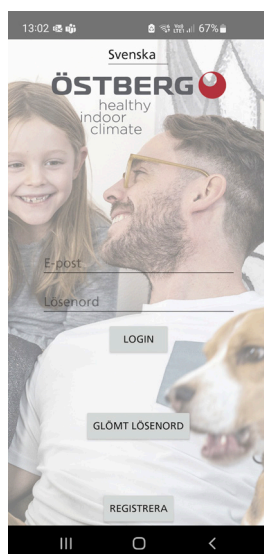 13:02 67%
Svenska
ÖSTBERG
healthy
indoor
climate
E-post
Lösenord
LOGIN
GLÖMT LÖSENORD
REGISTRERA